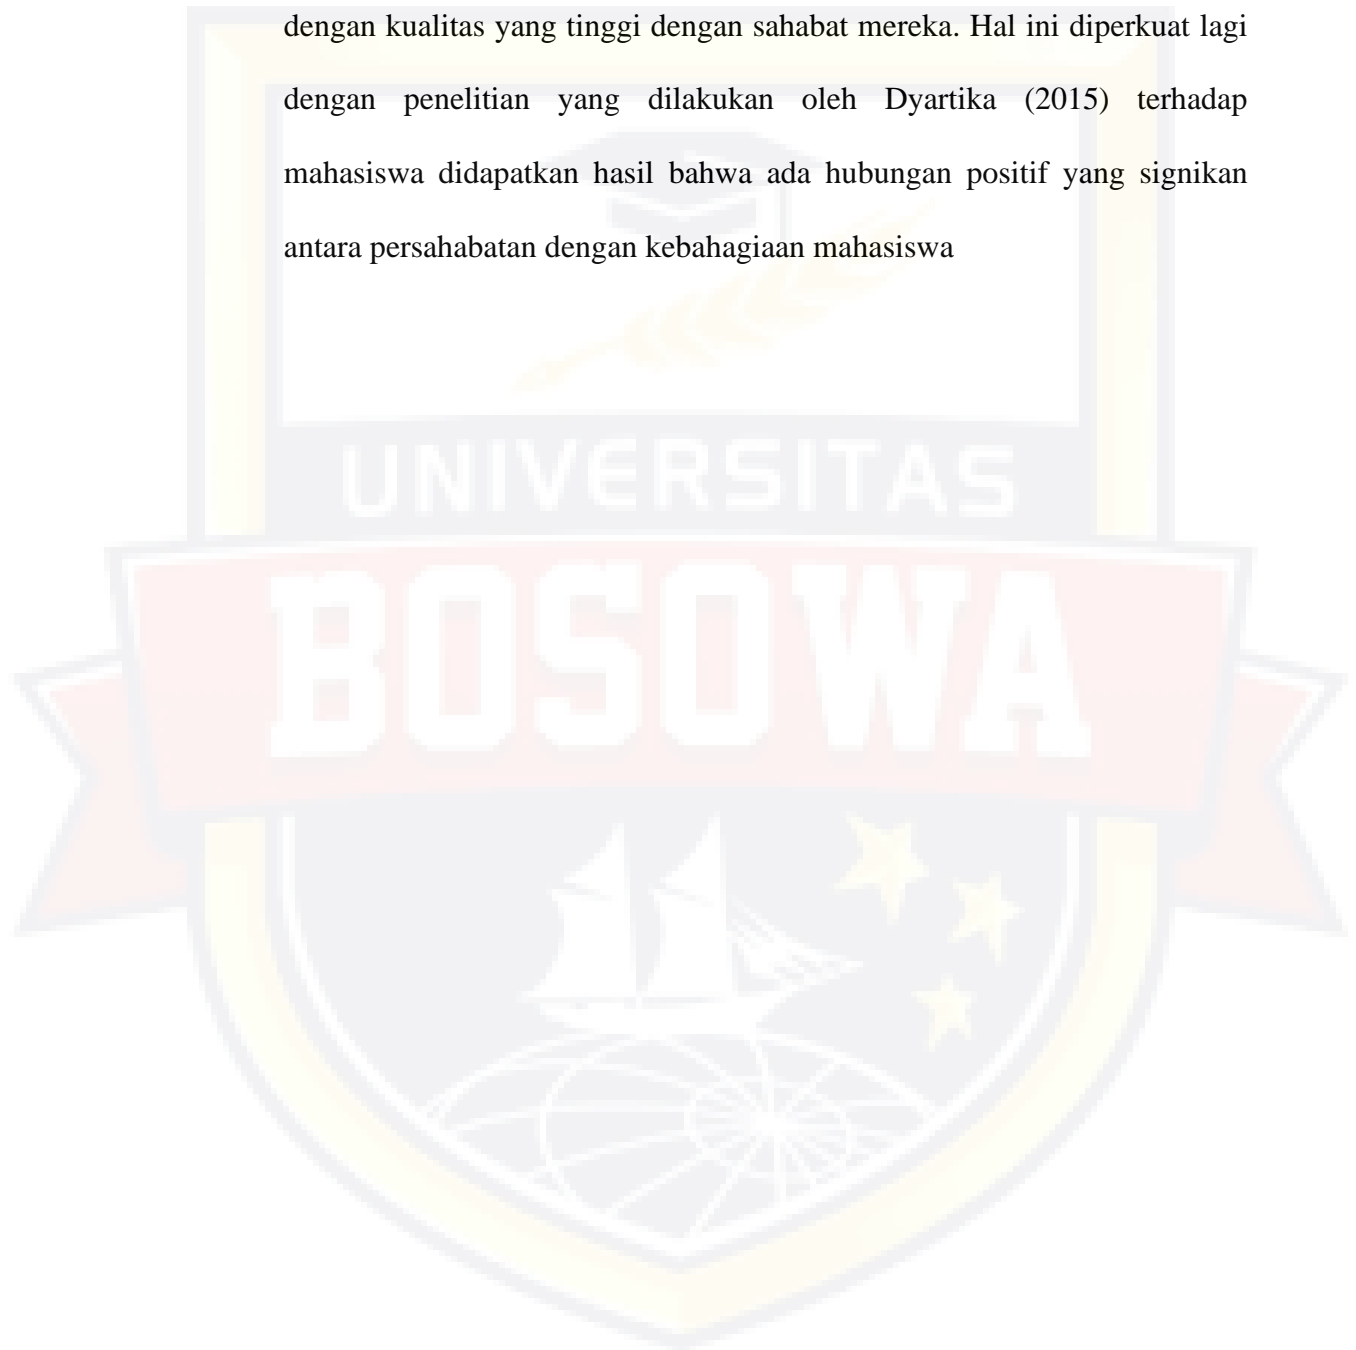 dengan kualitas yang tinggi dengan sahabat mereka. Hal ini diperkuat lagi
dengan penelitian yang dilakukan oleh Dyartika (2015) terhadap
mahasiswa didapatkan hasil bahwa ada hubungan positif yang signikan
antara persahabatan dengan kebahagiaan mahasiswa
UNIVERSITAS
BOSOWA